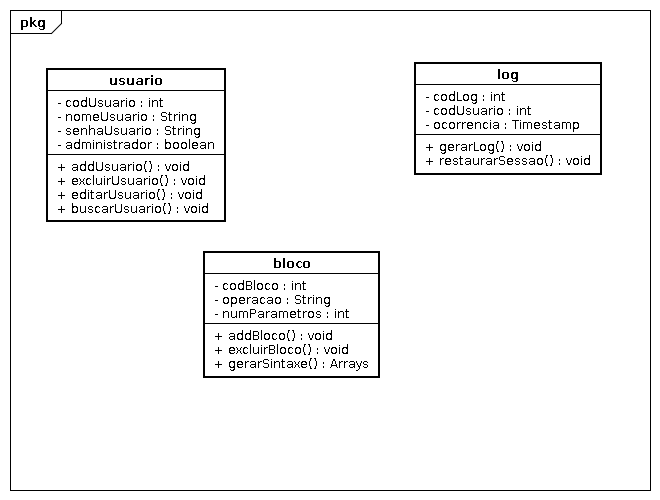 pkg
usuario
- codUsuario : int
- nomeUsuario : String
- senhaUsuario : String
- administrador : boolean
+ addUsuario() : void
+ excluirUsuario() : void
+ editarUsuario() : void
+ buscarUsuario() : void
log
- codLog : int
- codUsuario : int
- ocorrencia : Timestamp
+ gerarLog() : void
+ restaurarSessao() : void
bloco
- codBloco : int
- operacao : String
- numParametros : int
+ addBloco() : void
+ excluirBloco() : void
+ gerarSintaxe() : Arrays